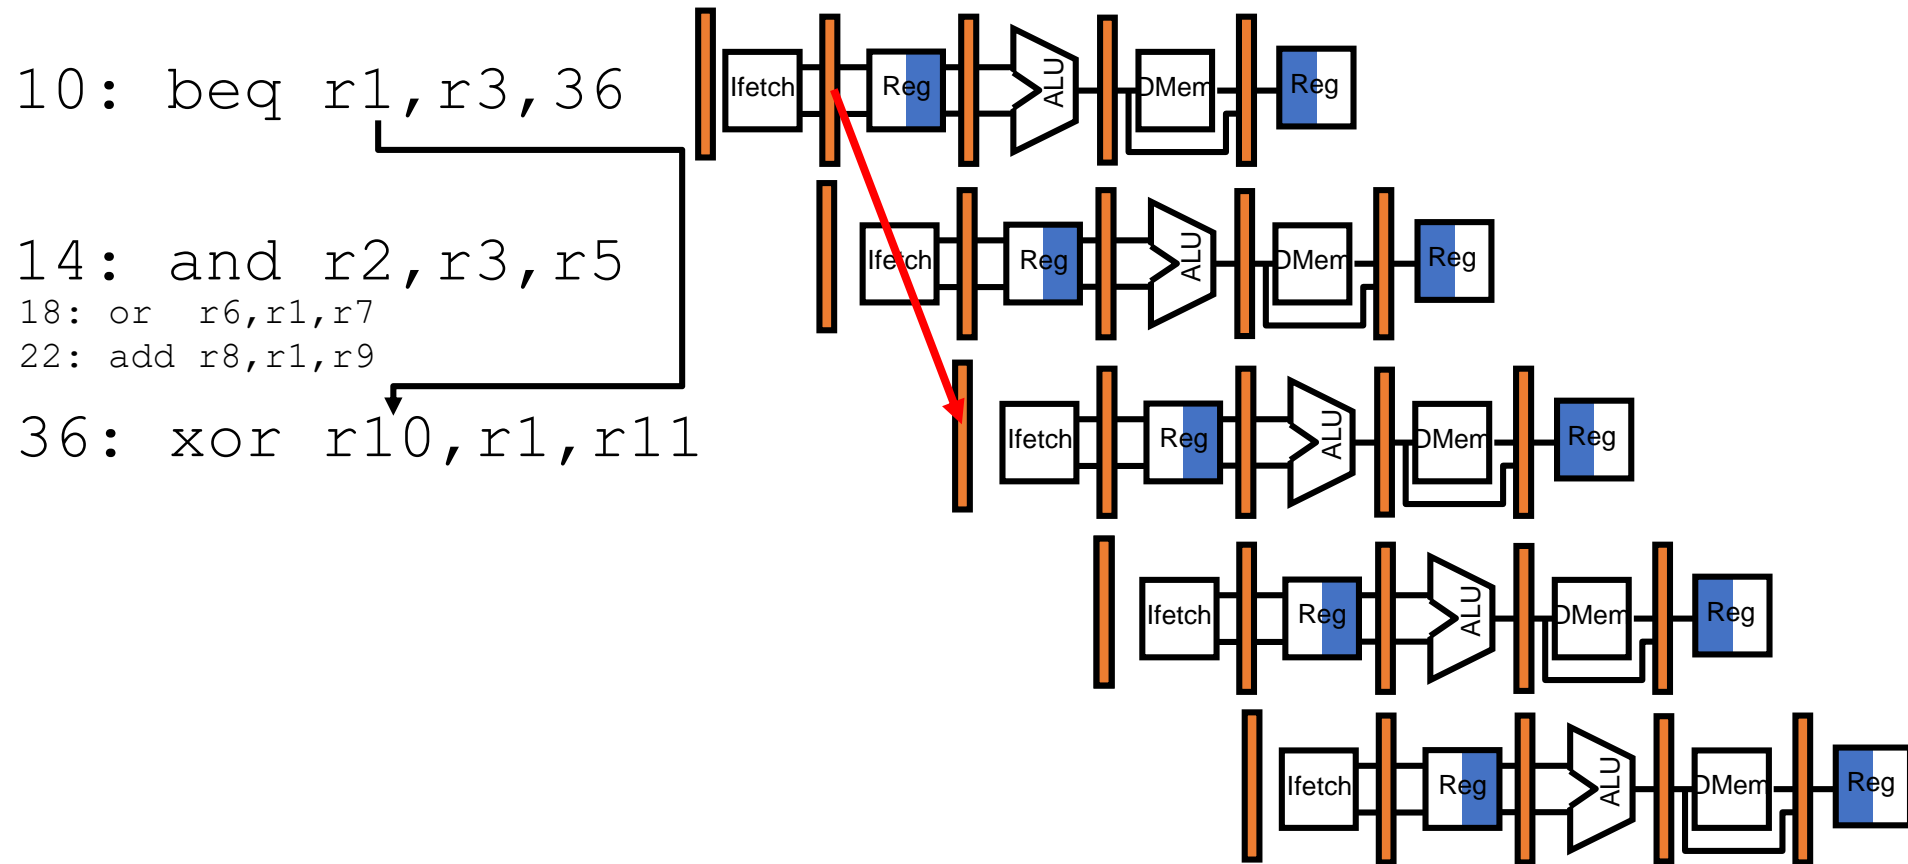 10: beq r1,r3,36
Ifetch Reg ALU DMem Reg
14: and r2,r3,r5
Ifetch Reg ALU DMem Reg
18: or  r6,r1,r7
22: add r8,r1,r9
36: xor r10,r1,r11
Ifetch Reg ALU DMem Reg
Ifetch Reg ALU DMem Reg
Ifetch Reg ALU DMem Reg